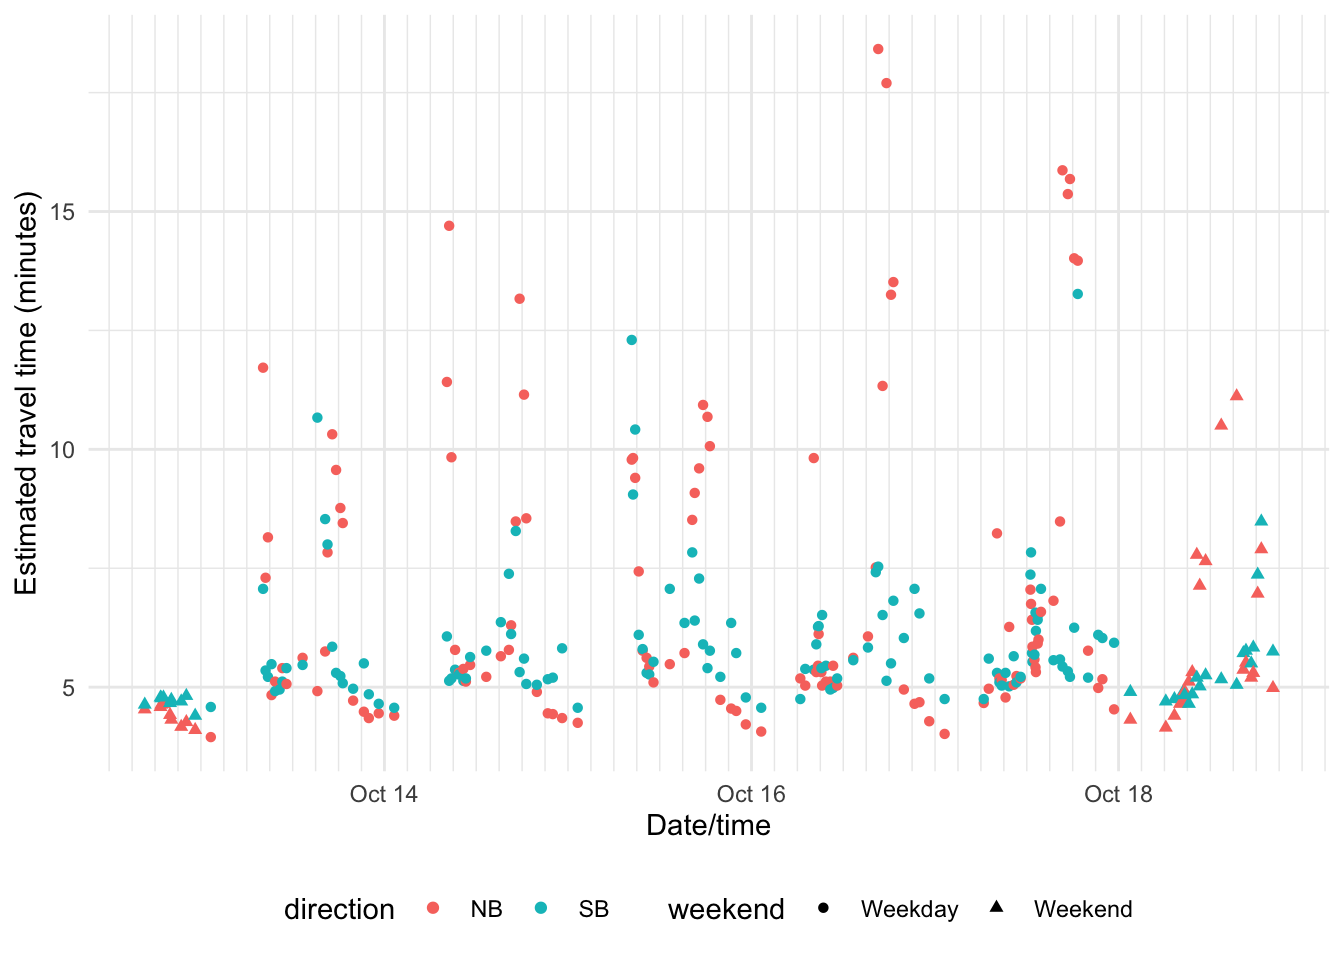 Estimated travel time (minutes)
15
10
5
Oct 14 Oct 16 Oct 18
Date/time
direction NB SB weekend Weekday Weekend